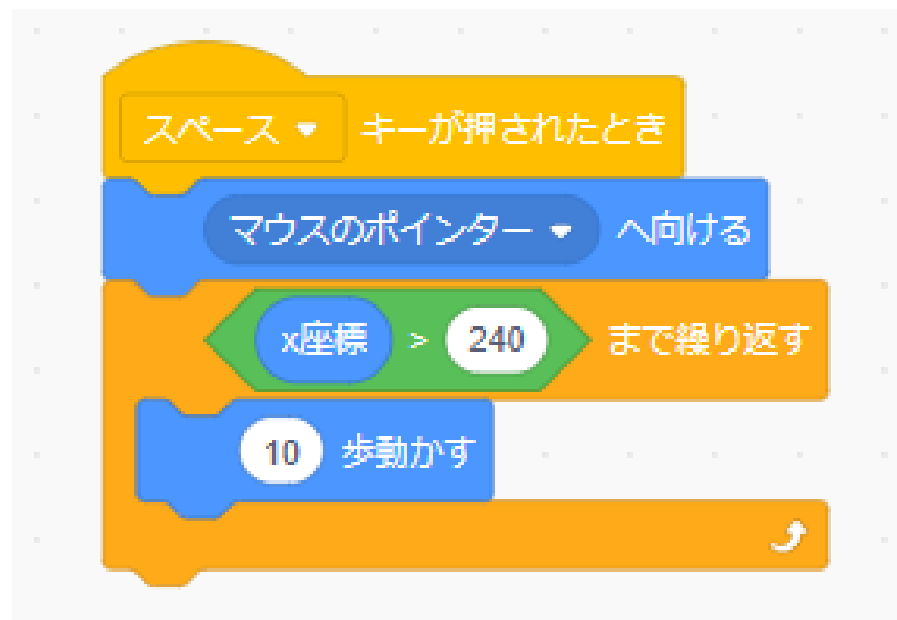 スペース キーが押されたとき
マウスのポインター へ向ける
x座標 > 240 まで繰り返す
10 歩動かす